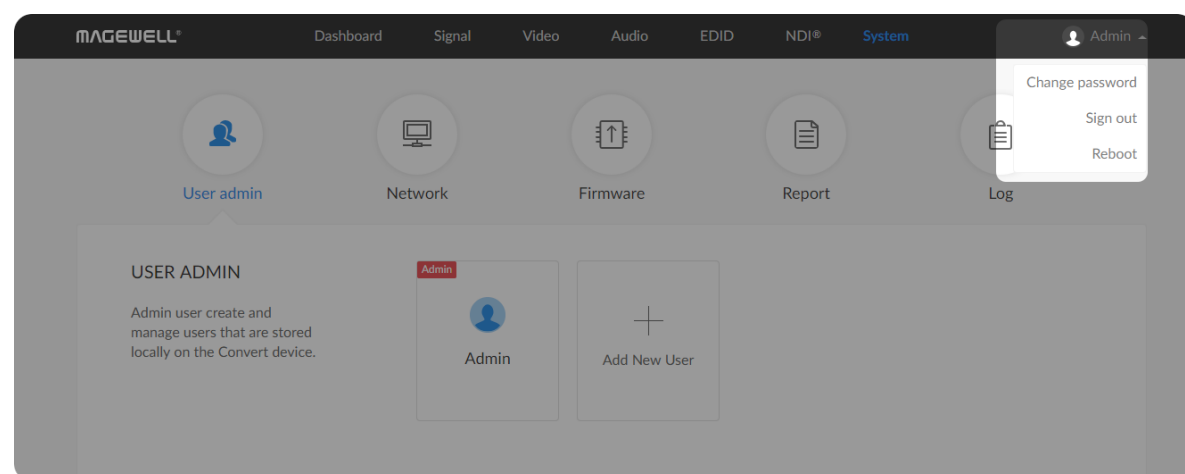 MAGEWELL®
Dashboard
Signal
Video
Audio
EDID
NDI®
System
Admin
Change password
Sign out
Reboot
User admin
Network
Firmware
Report
Log
USER ADMIN
Admin user create and
manage users that are stored
locally on the Convert device.
Admin
Admin
Add New User